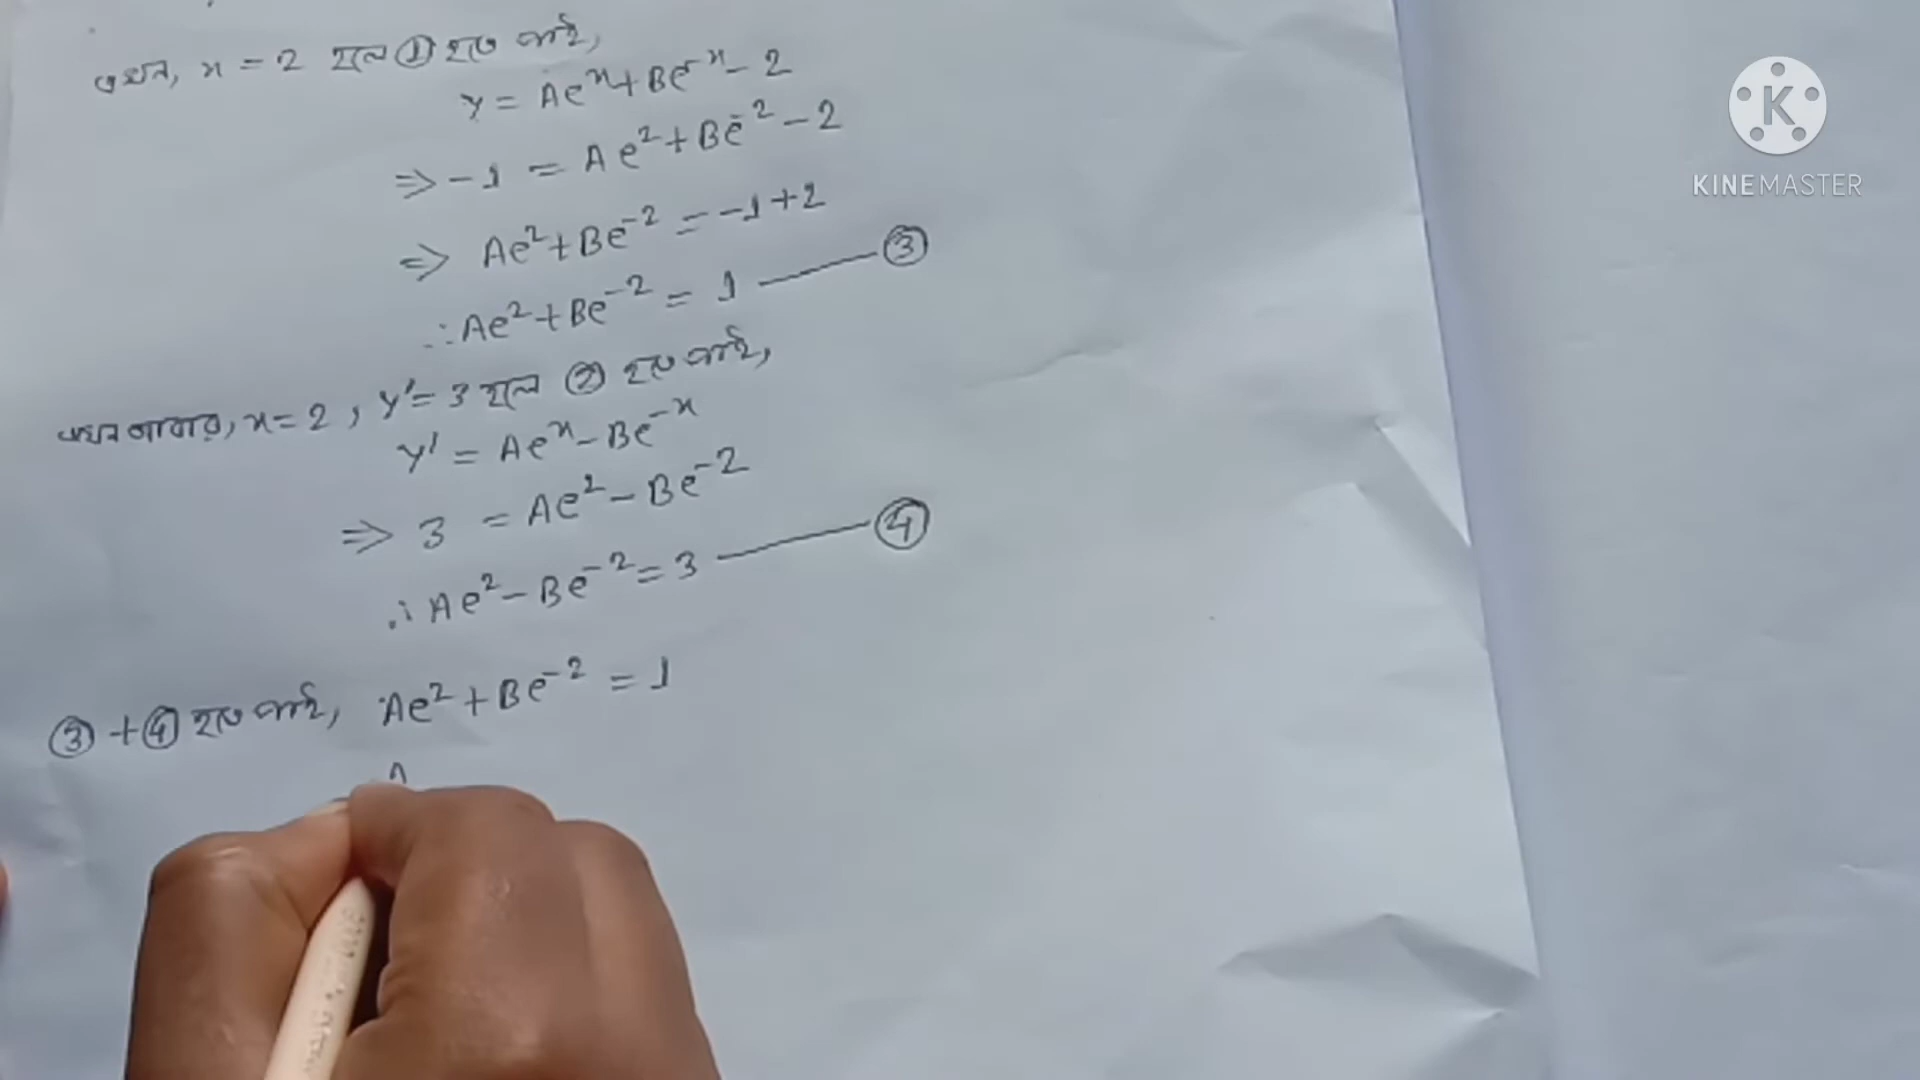 এখন, x = 2 হলে ① হতে পাই,
y = Ae^x + Be^-x - 2
⇒ -1 = Ae^2 + Be^-2 - 2
⇒ Ae^2 + Be^-2 = -1 + 2
∴ Ae^2 + Be^-2 = 1 —— ③
আবার, x = 2, y' = 3 হলে ② হতে পাই,
y' = Ae^x - Be^-x
⇒ 3 = Ae^2 - Be^-2
∴ Ae^2 - Be^-2 = 3 —— ④
③ + ④ হতে পাই, Ae^2 + Be^-2 = 1
A
KINEMASTER